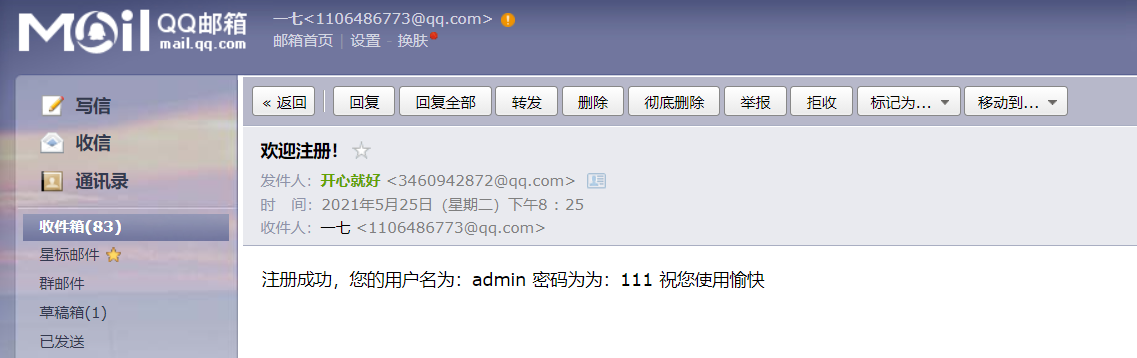 MAil QQ邮箱
mail.qq.com
一七<1106486773@qq.com>
邮箱首页 | 设置 - 换肤
写信
收信
通讯录
收件箱(83)
星标邮件
群邮件
草稿箱(1)
已发送
« 返回 回复 回复全部 转发 删除 彻底删除 举报 拒收 标记为... 移动到...
欢迎注册！
发件人：开心就好 <3460942872@qq.com>
时 间：2021年5月25日（星期二）下午8：25
收件人：一七 <1106486773@qq.com>
注册成功，您的用户名为：admin 密码为为：111 祝您使用愉快